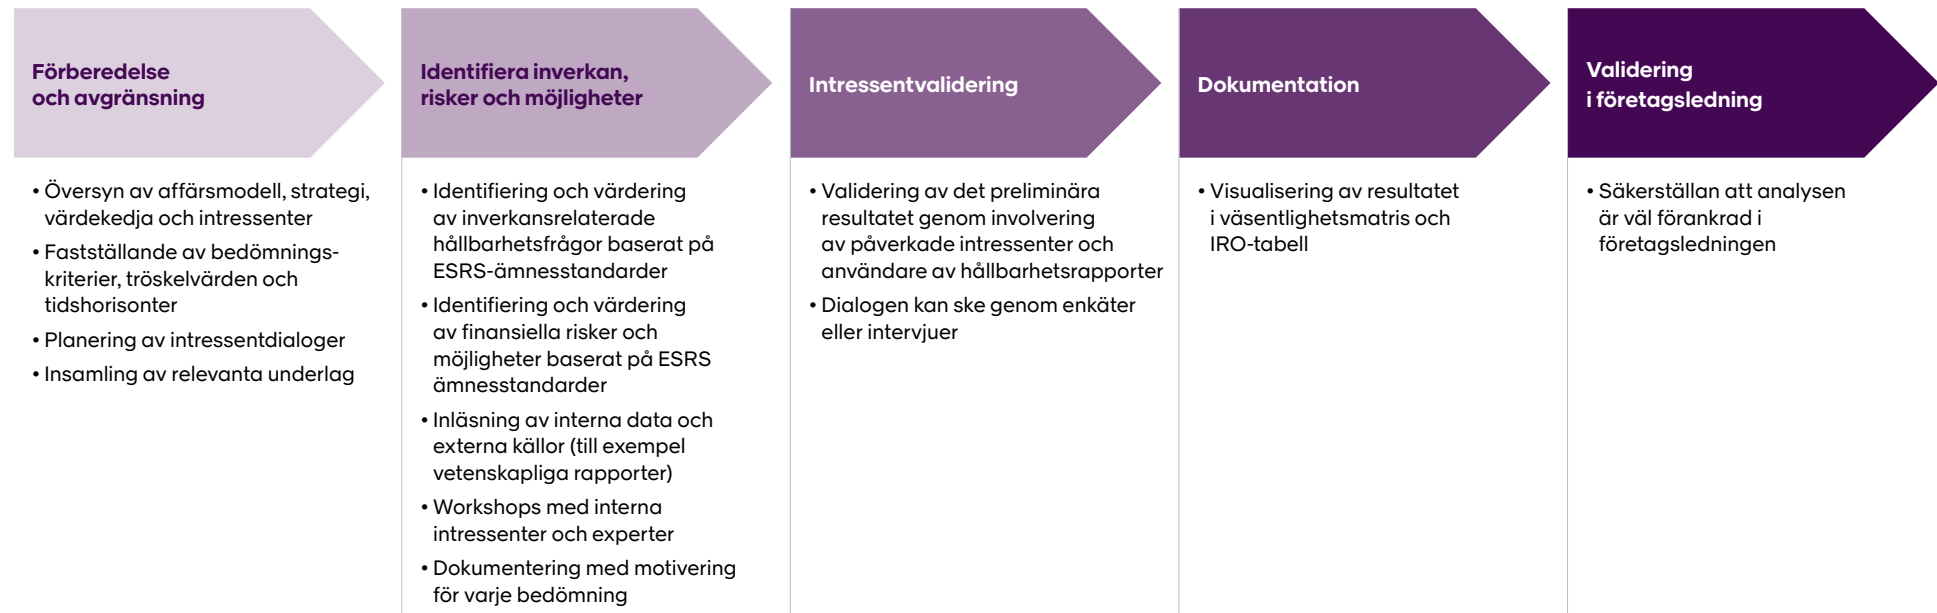 Förberedelse
och avgränsning
• Översyn av affärsmodell, strategi,
värdekedja och intressenter
• Fastställande av bedömnings-
kriterier, tröskelvärden och
tidshorisonter
• Planering av intressentdialoger
• Insamling av relevanta underlag
Identifiera inverkan,
risker och möjligheter
• Identifiering och värdering
av inverkansrelaterade
hållbarhetsfrågor baserat på
ESRS-ämnesstandarder
• Identifiering och värdering
av finansiella risker och
möjligheter baserat på ESRS
ämnesstandarder
• Inläsning av interna data och
externa källor (till exempel
vetenskapliga rapporter)
• Workshops med interna
intressenter och experter
• Dokumentering med motivering
för varje bedömning
Intressentvalidering
• Validering av det preliminära
resultatet genom involvering
av påverkade intressenter och
användare av hållbarhetsrapporter
• Dialogen kan ske genom enkäter
eller intervjuer
Dokumentation
• Visualisering av resultatet
i väsentlighetsmatris och
IRO-tabell
Validering
i företagsledning
• Säkerställan att analysen
är väl förankrad i
företagsledningen